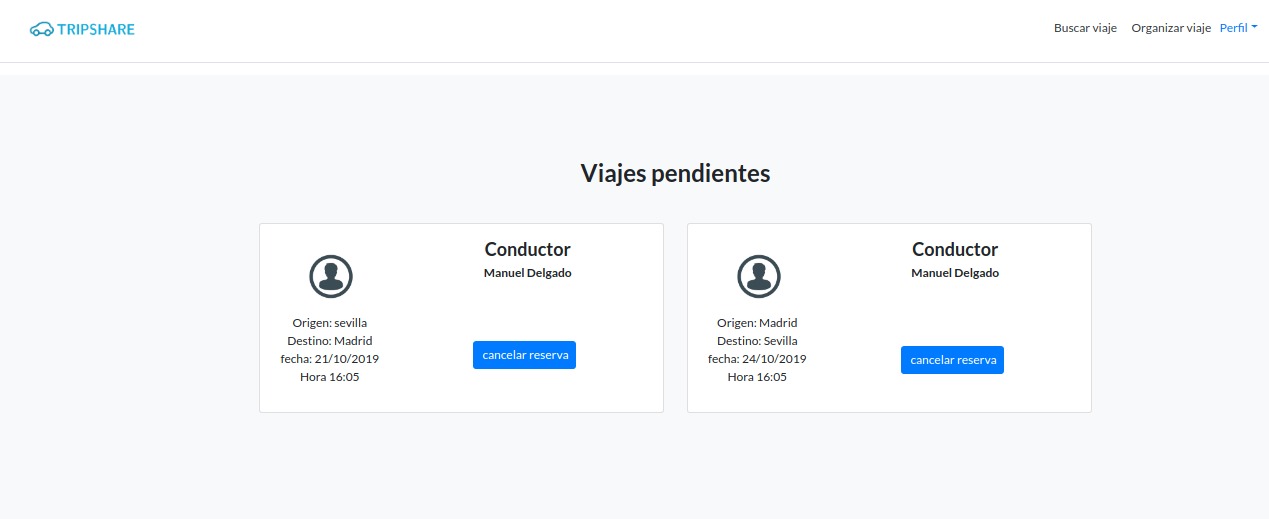 TRIPSHARE
Buscar viaje Organizar viaje Perfil
Viajes pendientes
Conductor
Manuel Delgado
Origen: sevilla
Destino: Madrid
fecha: 21/10/2019
Hora 16:05
cancelar reserva
Conductor
Manuel Delgado
Origen: Madrid
Destino: Sevilla
fecha: 24/10/2019
Hora 16:05
cancelar reserva